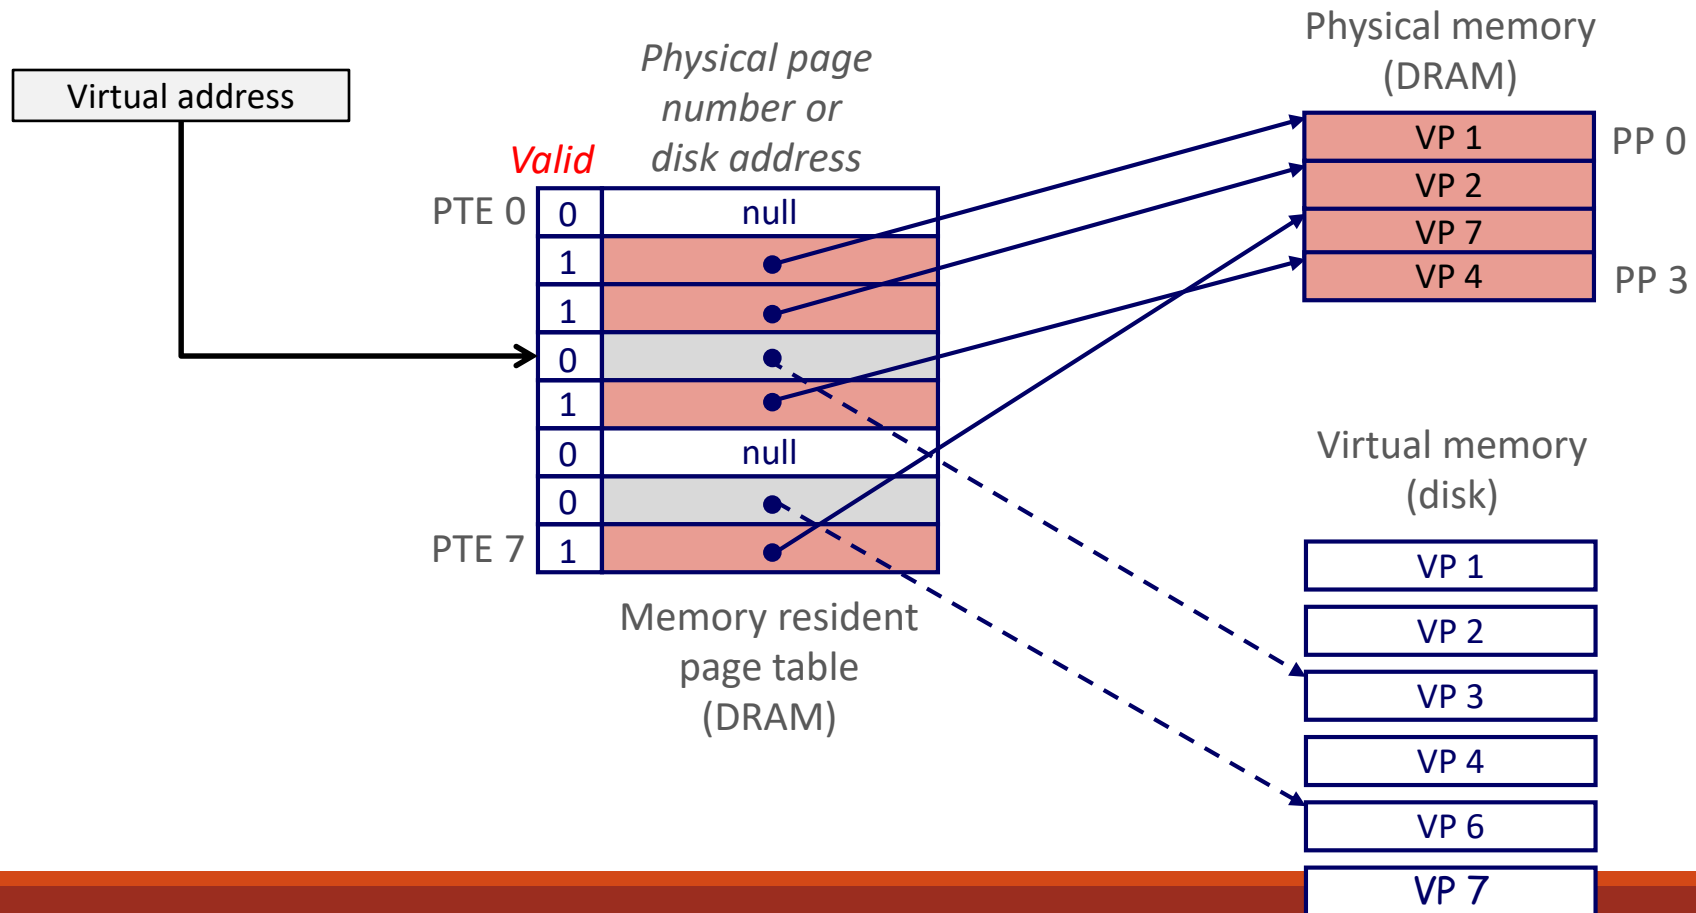 Virtual address
Physical page
number or
disk address
Valid
PTE 0
0
null
1
1
0
1
0
null
0
PTE 7
1
Memory resident
page table
(DRAM)
Physical memory
(DRAM)
VP 1
PP 0
VP 2
VP 7
VP 4
PP 3
Virtual memory
(disk)
VP 1
VP 2
VP 3
VP 4
VP 6
VP 7